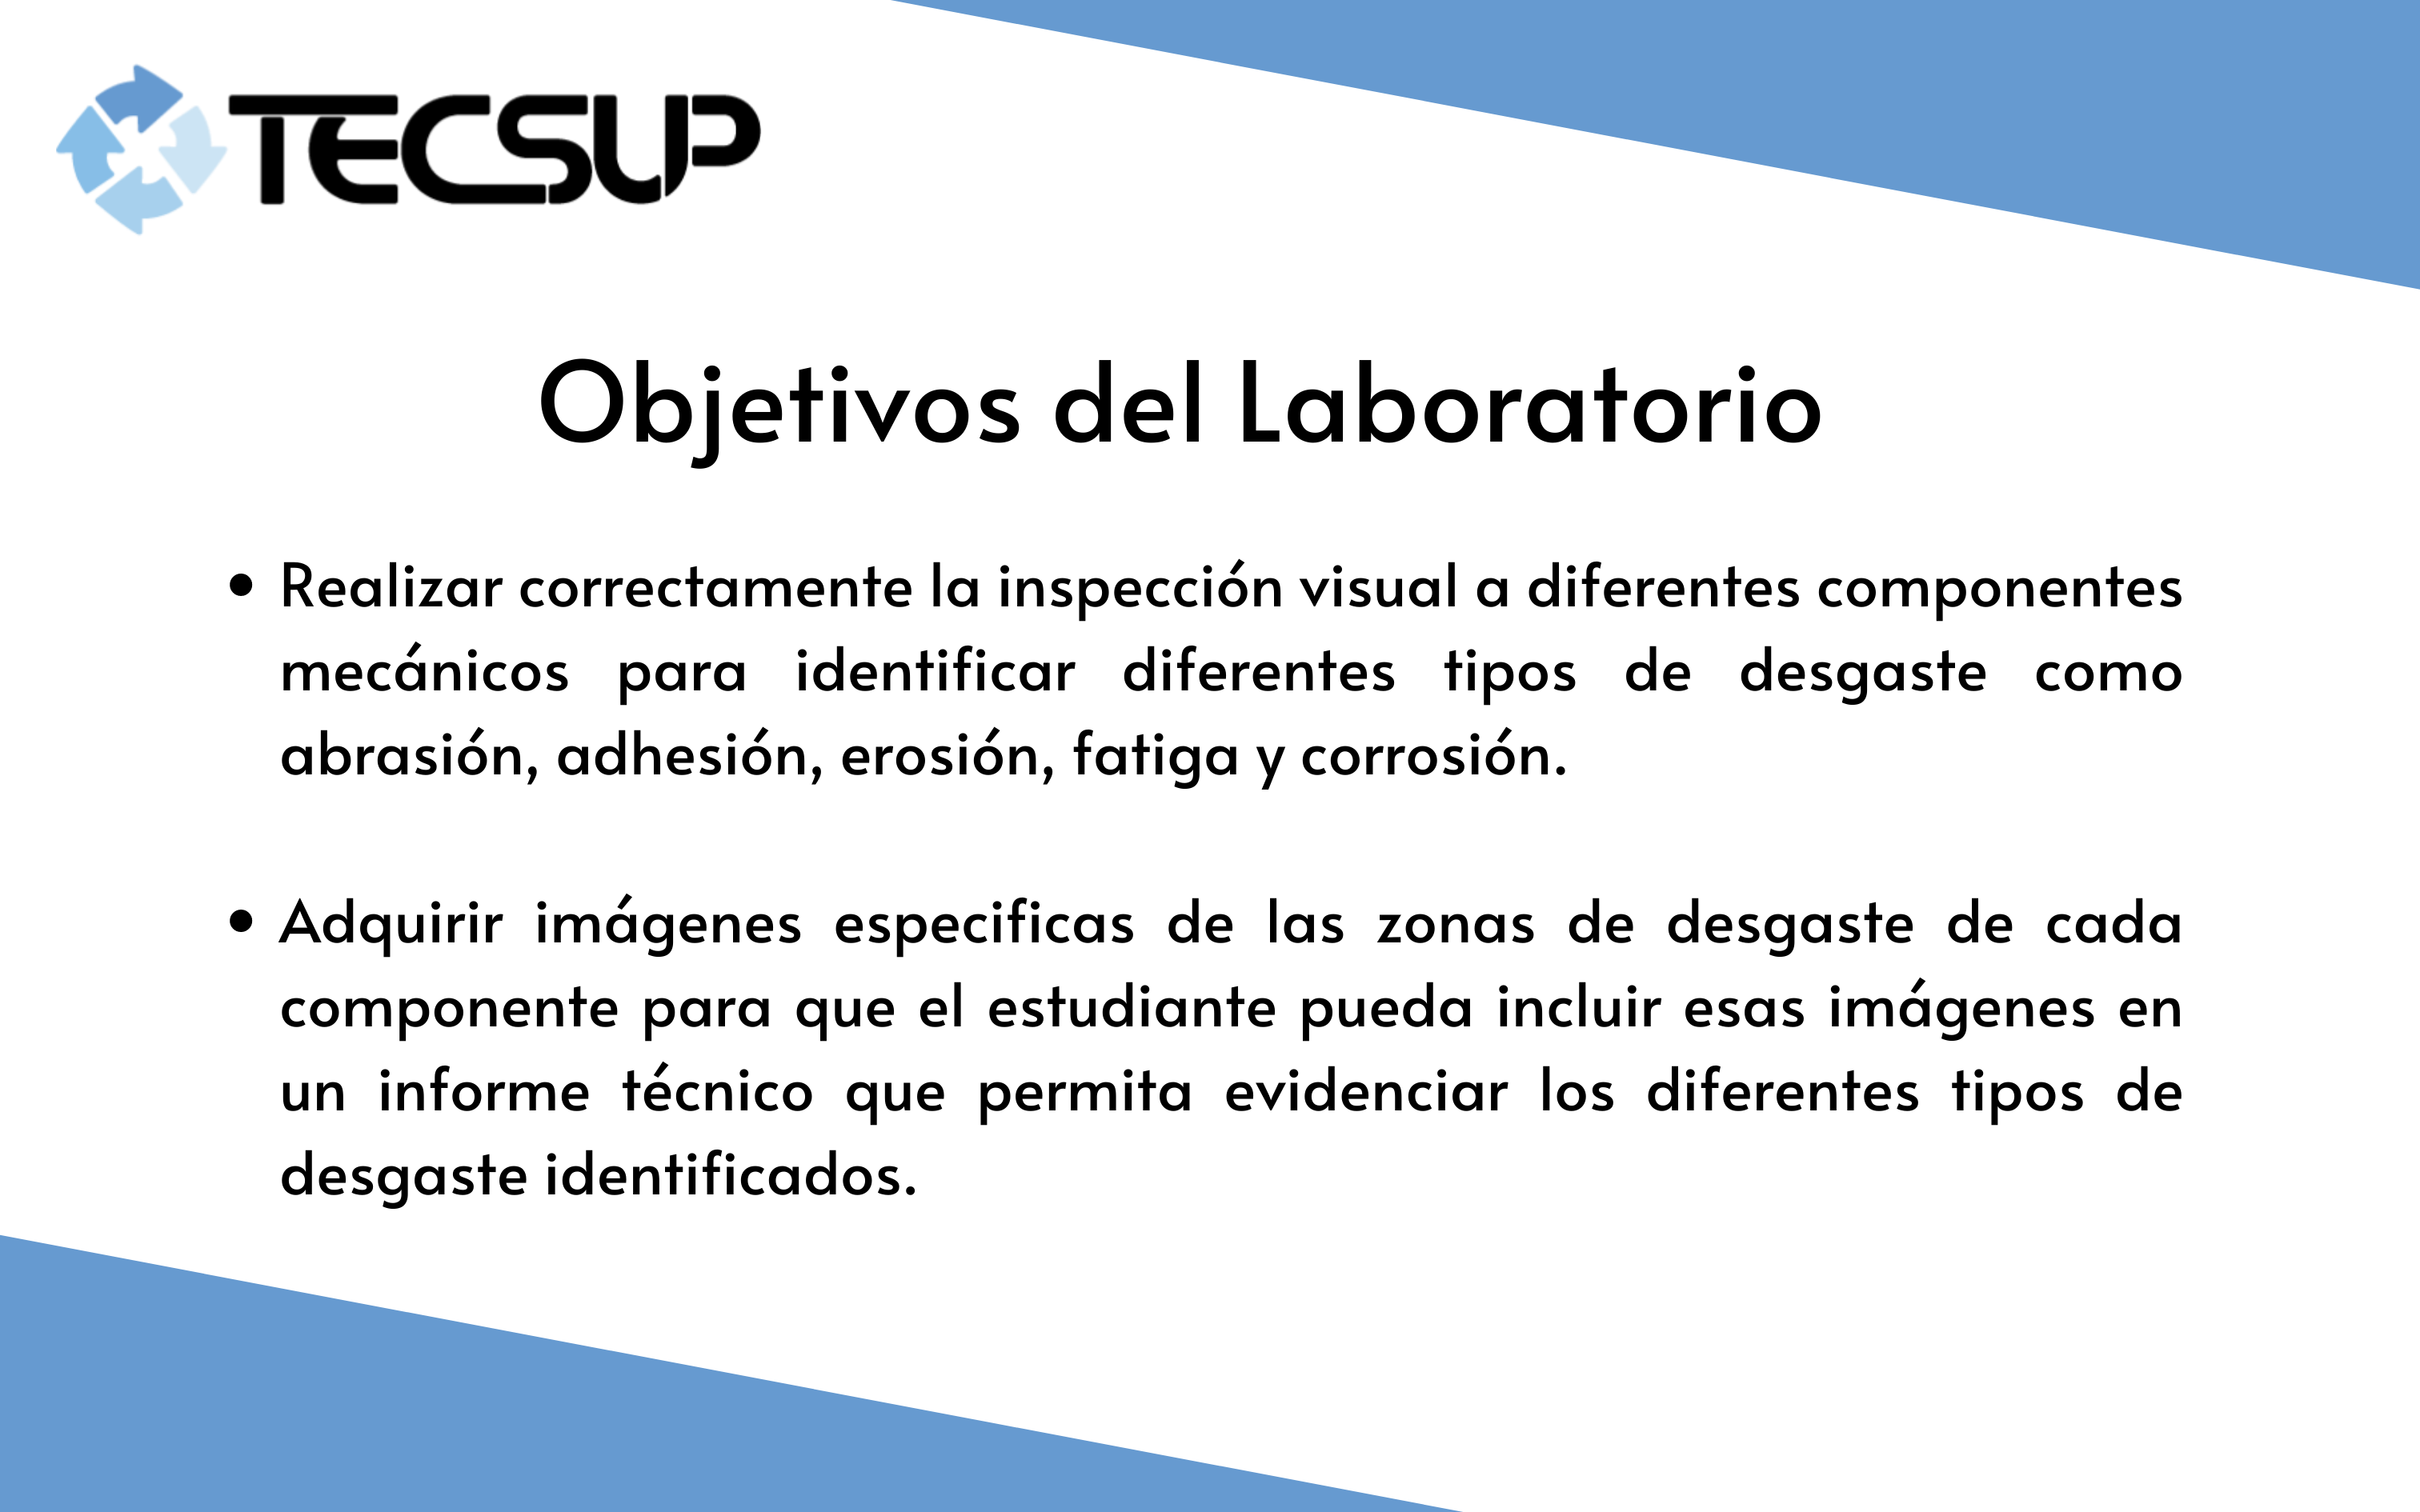 TECSUP
Objetivos del Laboratorio
• Realizar correctamente la inspección visual a diferentes componentes
mecánicos para identificar diferentes tipos de desgaste como
abrasión, adhesión, erosión, fatiga y corrosión.
• Adquirir imágenes especificas de las zonas de desgaste de cada
componente para que el estudiante pueda incluir esas imágenes en
un informe técnico que permita evidenciar los diferentes tipos de
desgaste identificados.